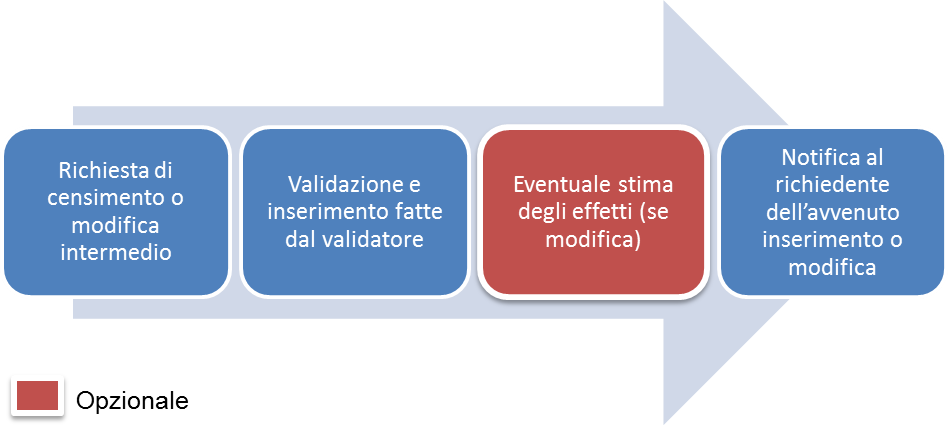 Richiesta di
censimento o
modifica
intermedio
Validazione e
inserimento fatte
dal validatore
Eventuale stima
degli effetti (se
modifica)
Notifica al
richiedente
dell’avvenuto
inserimento o
modifica
Opzionale